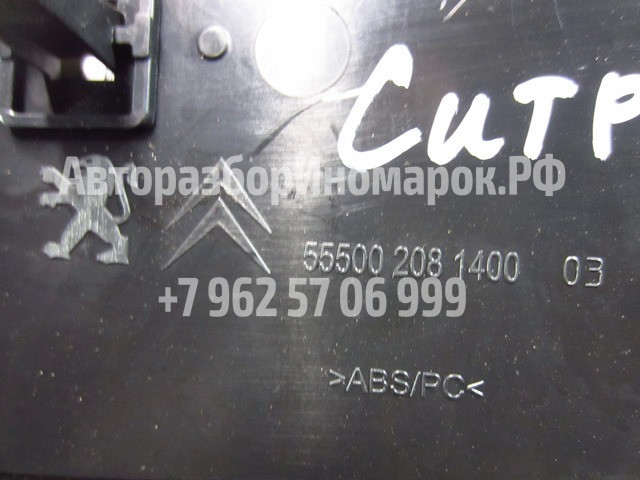 Ситр
АвторазборИномарок.РФ
55500 208 1400 03
+7 962 57 06 999
>ABS/PC<